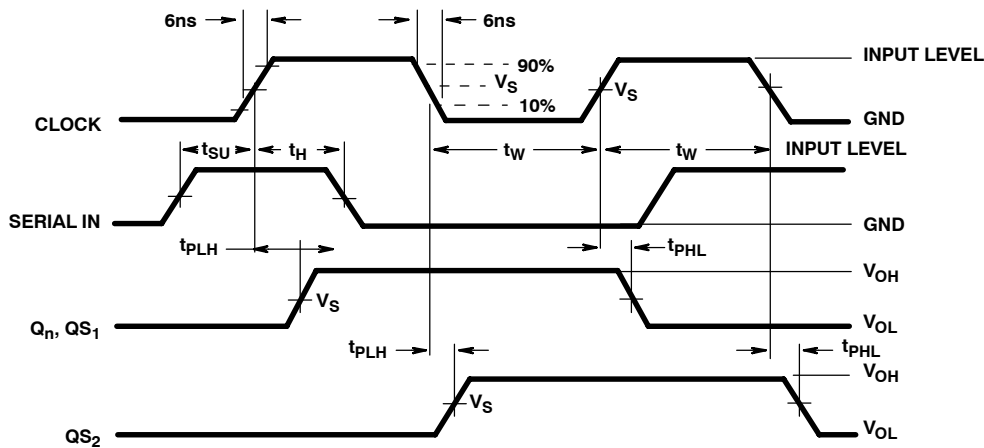 6ns 6ns
INPUT LEVEL
90%
VS VS
10%
CLOCK GND
tSU tH tW tW INPUT LEVEL
SERIAL IN GND
tPLH tPHL
VOH
VS
Qn, QS1 VOL
tPLH tPHL
VOH
VS
QS2 VOL